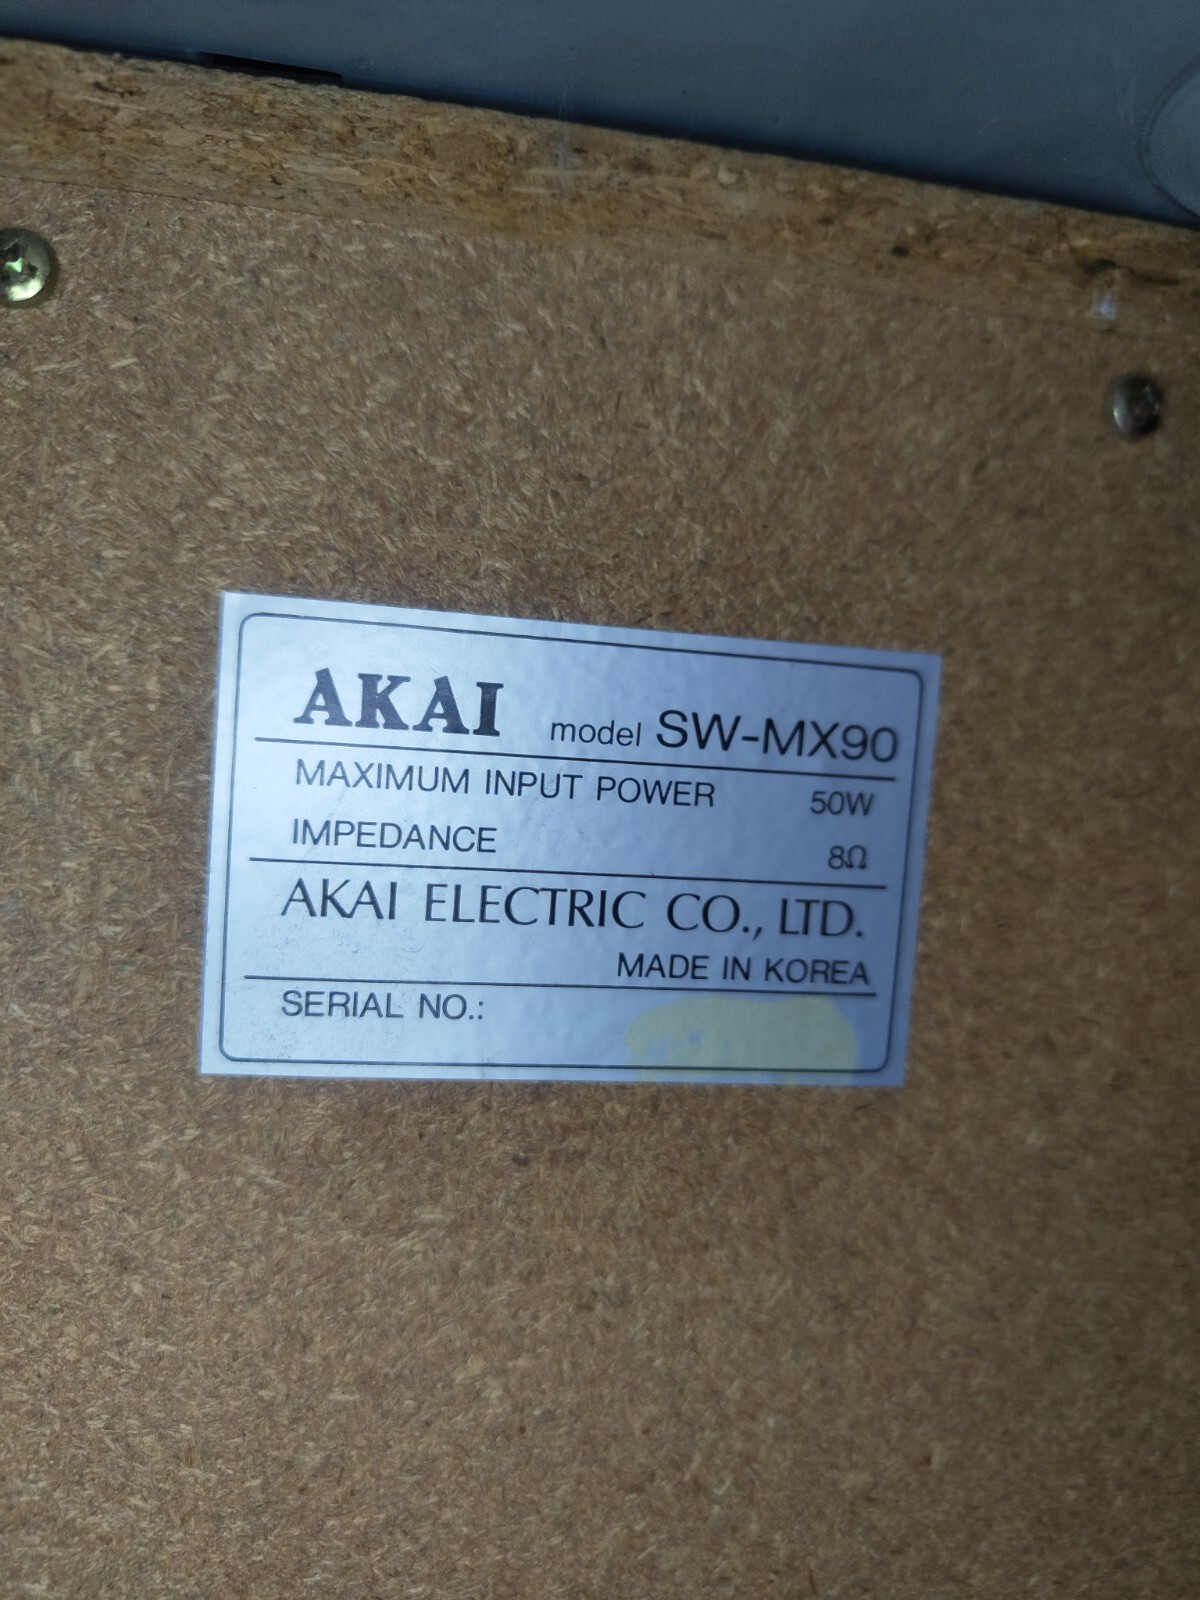 AKAI model SW-MX90
MAXIMUM INPUT POWER 50W
IMPEDANCE 8Ω
AKAI ELECTRIC CO., LTD.
MADE IN KOREA
SERIAL NO.: